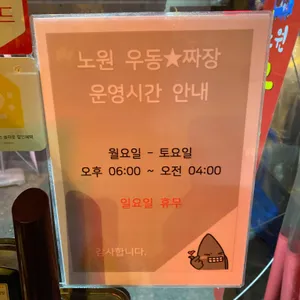 노원 우동★짜장
운영시간 안내
월요일 - 토요일
오후 06:00 ~ 오전 04:00
일요일 휴무
감사합니다.